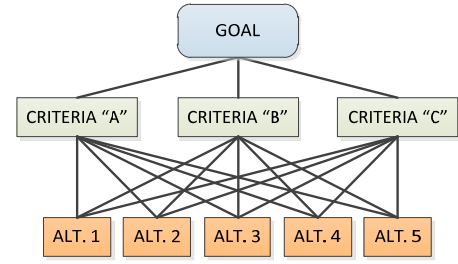 GOAL
CRITERIA “A”
CRITERIA “B”
CRITERIA “C”
ALT. 1
ALT. 2
ALT. 3
ALT. 4
ALT. 5